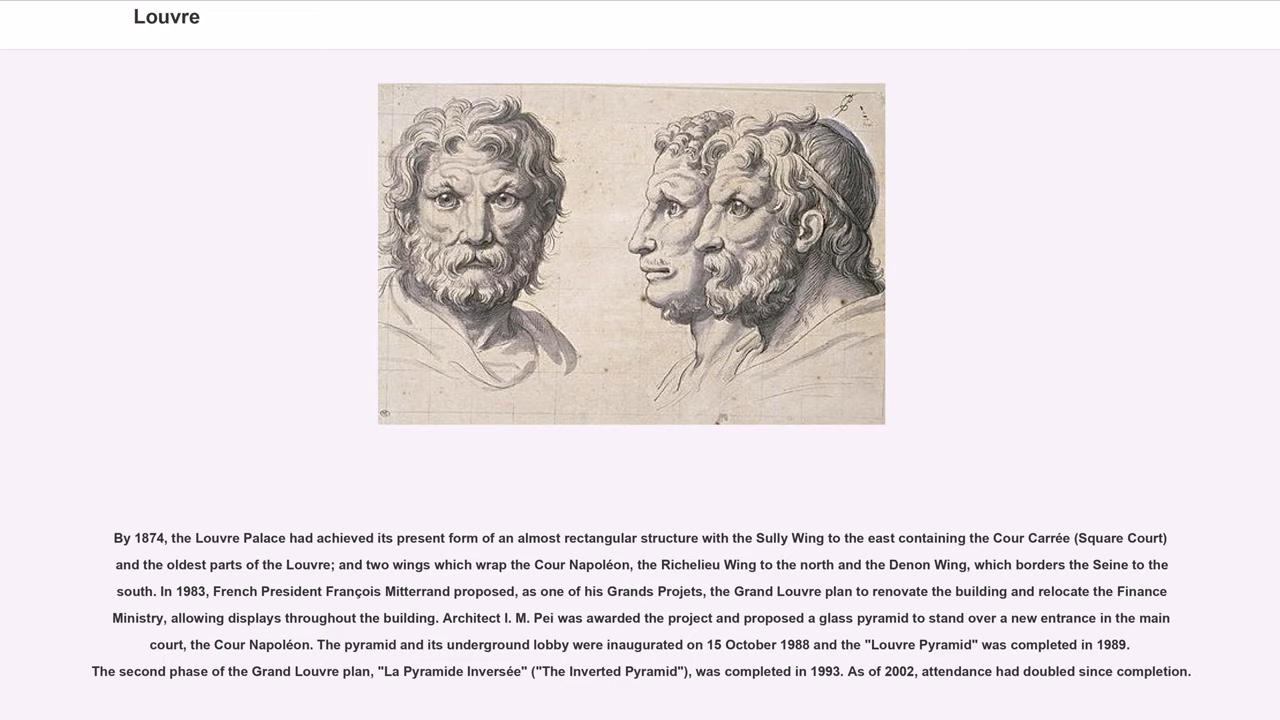 Louvre
By 1874, the Louvre Palace had achieved its present form of an almost rectangular structure with the Sully Wing to the east containing the Cour Carrée (Square Court)
and the oldest parts of the Louvre; and two wings which wrap the Cour Napoléon, the Richelieu Wing to the north and the Denon Wing, which borders the Seine to the
south. In 1983, French President François Mitterrand proposed, as one of his Grands Projets, the Grand Louvre plan to renovate the building and relocate the Finance
Ministry, allowing displays throughout the building. Architect I. M. Pei was awarded the project and proposed a glass pyramid to stand over a new entrance in the main
court, the Cour Napoléon. The pyramid and its underground lobby were inaugurated on 15 October 1988 and the "Louvre Pyramid" was completed in 1989.
The second phase of the Grand Louvre plan, "La Pyramide Inversée" ("The Inverted Pyramid"), was completed in 1993. As of 2002, attendance had doubled since completion.